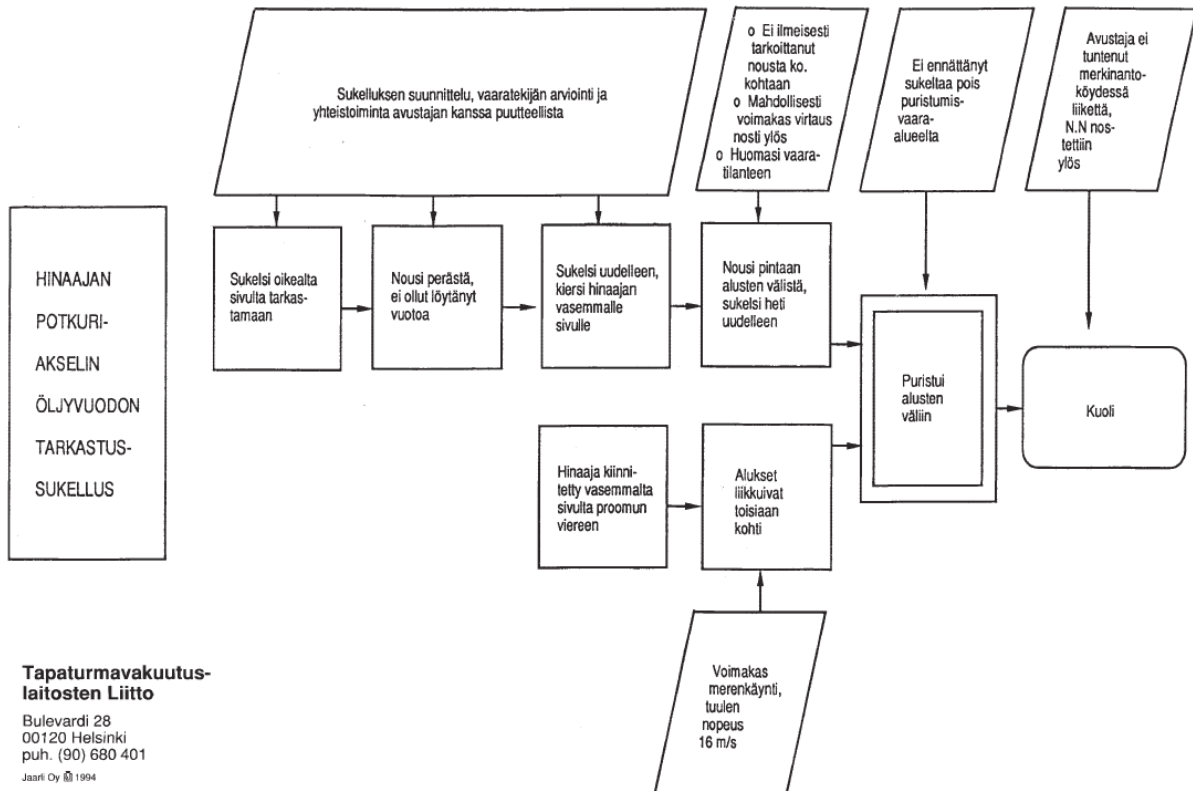 Sukelluksen suunnittelu, vaaratekijän arviointi ja
yhteistoiminta avustajan kanssa puutteellista
o Ei ilmeisesti
tarkoittanut
nousta ko.
kohtaan
o Mahdollisesti
voimakas virtaus
nosti ylös
o Huomasi vaara-
tilanteen
Ei ennättänyt
sukeltaa pois
puristumis-
vaara-
alueelta
Avustaja ei
tuntenut
merkinanto-
köydessä
liikettä,
N.N nos-
tettiin
ylös
HINAAJAN
POTKURI-
AKSELIN
ÖLJYVUODON
TARKASTUS-
SUKELLUS
Sukelsi oikealta
sivulta tarkas-
tamaan
Nousi perästä,
ei ollut löytänyt
vuotoa
Sukelsi uudelleen,
kiersi hinaajan
vasemmalle
sivulle
Nousi pintaan
alusten välistä,
sukelsi heti
uudelleen
Puristui
alusten
väliin
Kuoli
Hinaaja kiinni-
tetty vasemmalta
sivulta proomun
viereen
Alukset
liikkuivat
toisiaan
kohti
Voimakas
merenkäynti,
tuulen
nopeus
16 m/s
Tapaturmavakuutus-
laitosten Liitto
Bulevardi 28
00120 Helsinki
puh. (90) 680 401
Jaarli Oy 1994